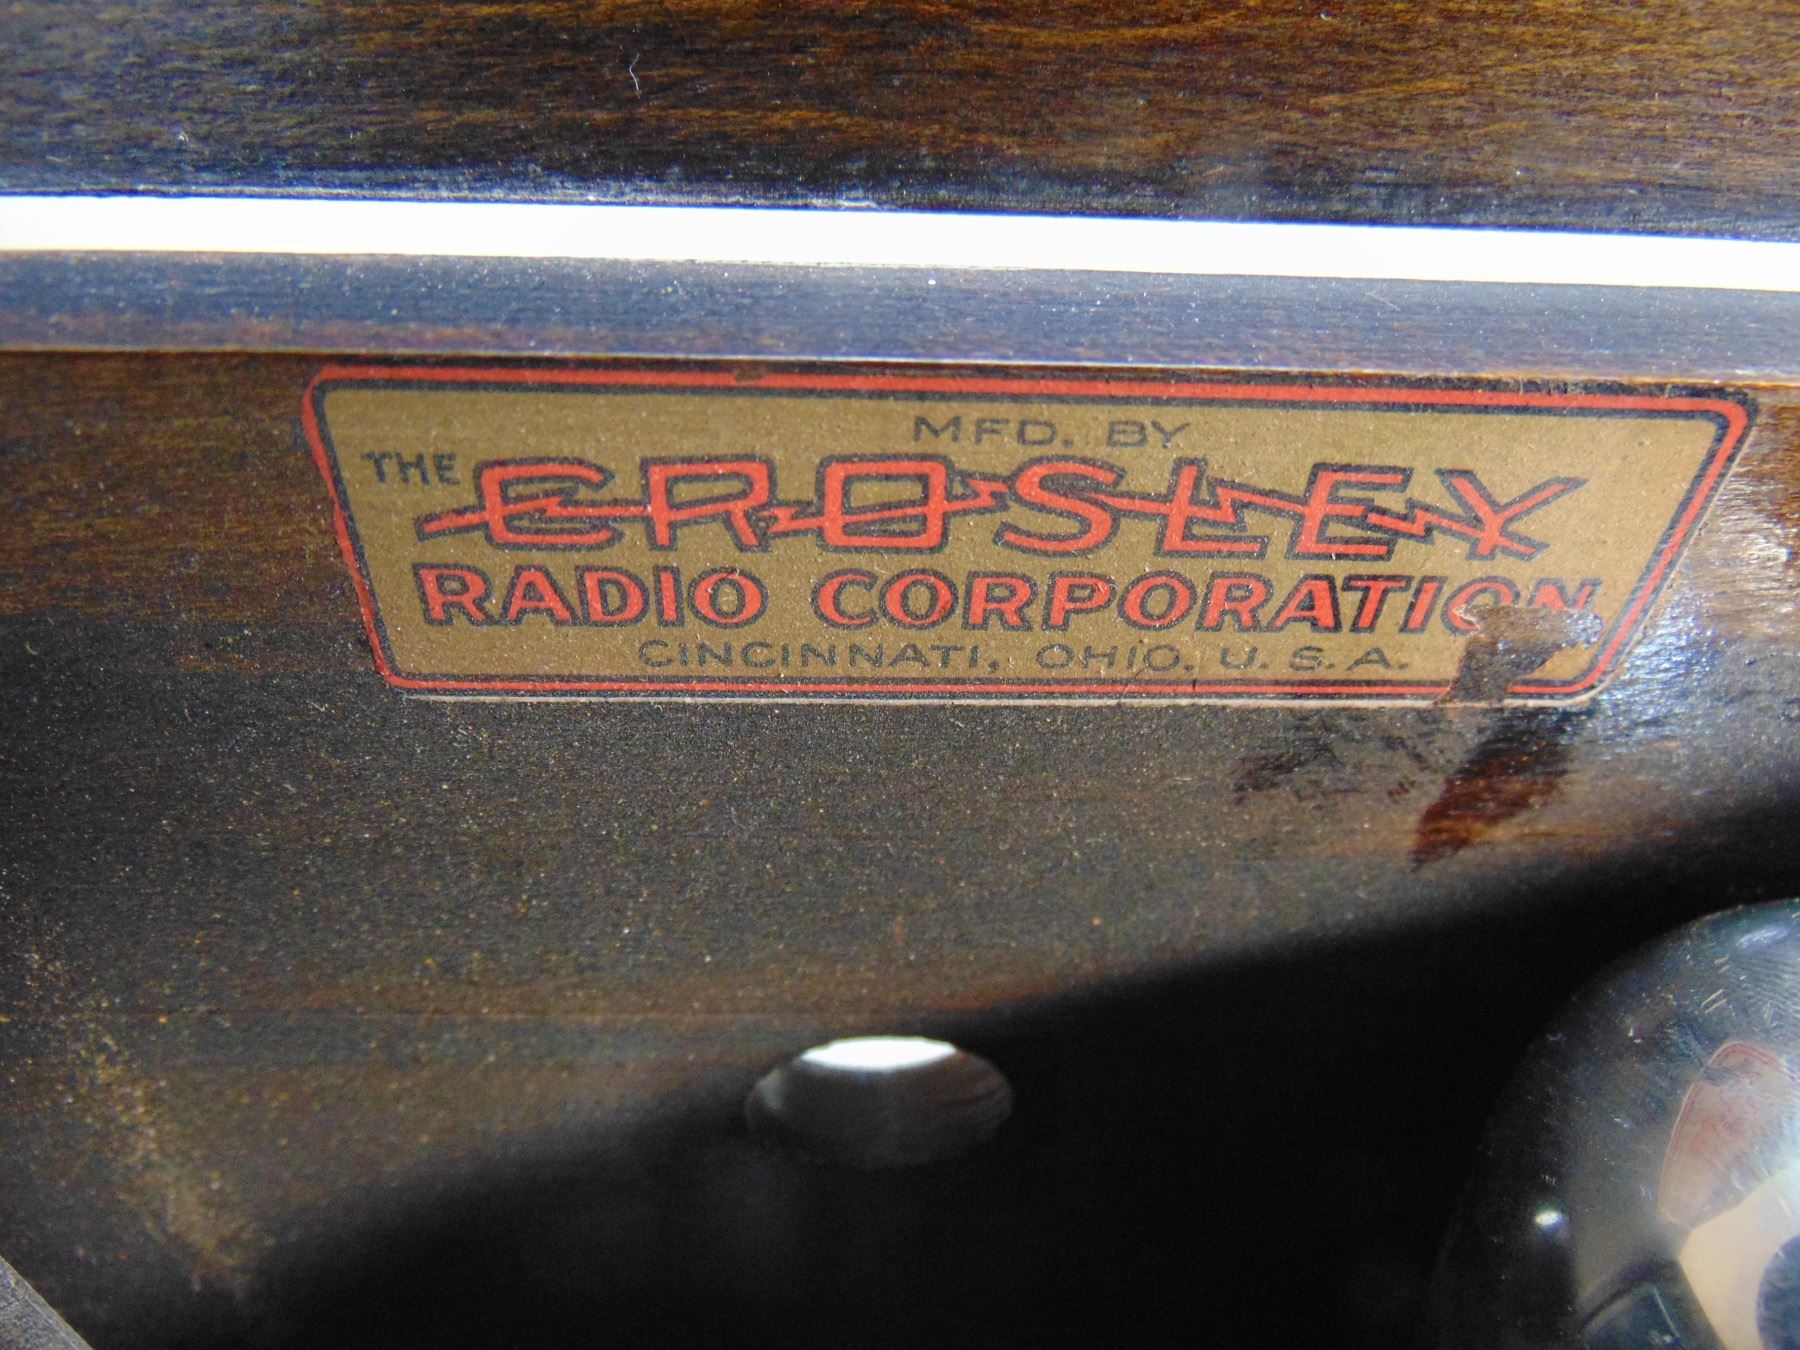 MFD. BY
THE CROSLEY
RADIO CORPORATION
CINCINNATI, OHIO. U. S. A.